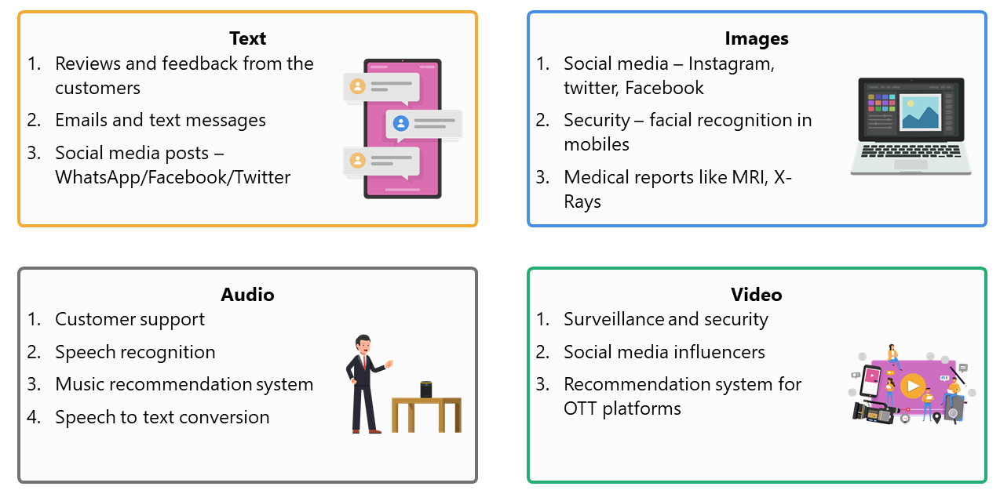 Text
1. Reviews and feedback from the
customers
2. Emails and text messages
3. Social media posts –
WhatsApp/Facebook/Twitter
Images
1. Social media – Instagram,
twitter, Facebook
2. Security – facial recognition in
mobiles
3. Medical reports like MRI, X-
Rays
Audio
1. Customer support
2. Speech recognition
3. Music recommendation system
4. Speech to text conversion
Video
1. Surveillance and security
2. Social media influencers
3. Recommendation system for
OTT platforms